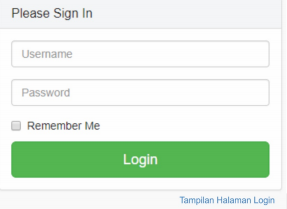 Please Sign In
Username
Password
Remember Me
Login
Tampilan Halaman Login